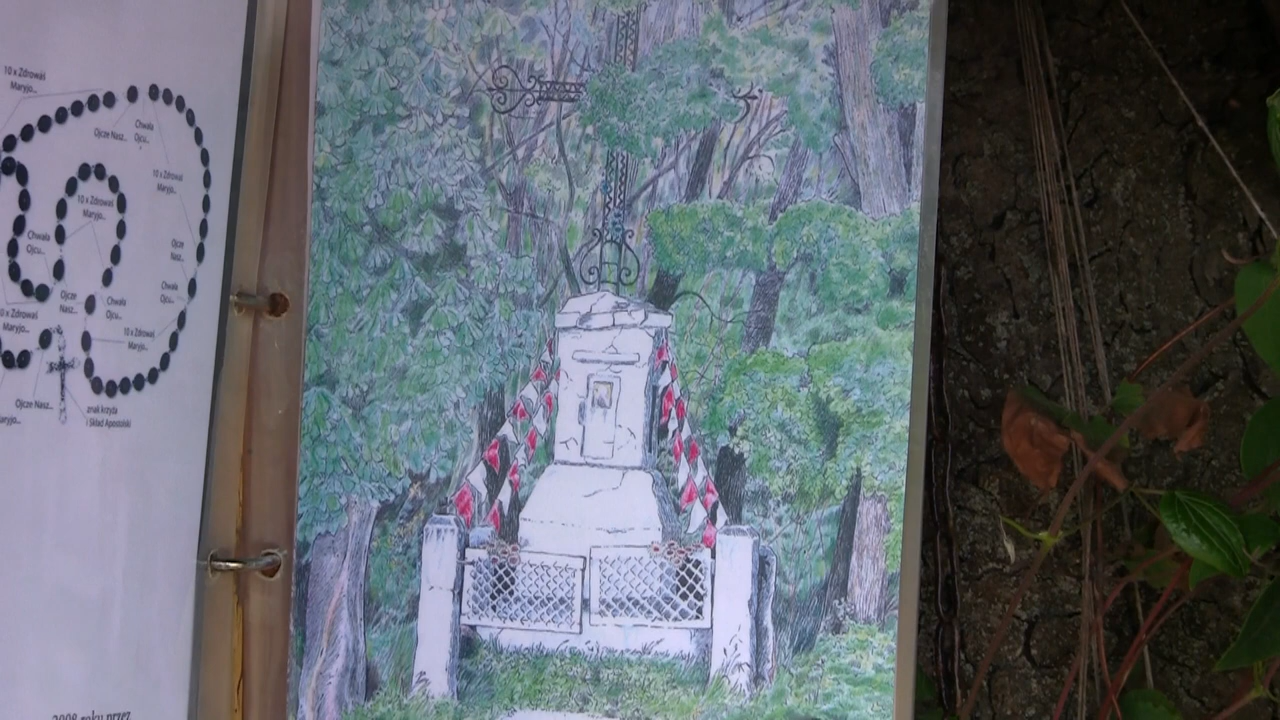 10 x Zdrowaś
Maryjo...
Ojcze Nasz...
Chwała
Ojcu...
10 x Zdrowaś
Maryjo...
10 x Zdrowaś
Maryjo...
Chwała
Ojcu...
Ojcze
Nasz...
Ojcze
Nasz...
Chwała
Ojcu...
Chwała
Ojcu...
10 x Zdrowaś
Maryjo...
10 x Zdrowaś
Maryjo...
Ojcze Nasz...
znak krzyża
i Skład Apostolski
2008 roku przez